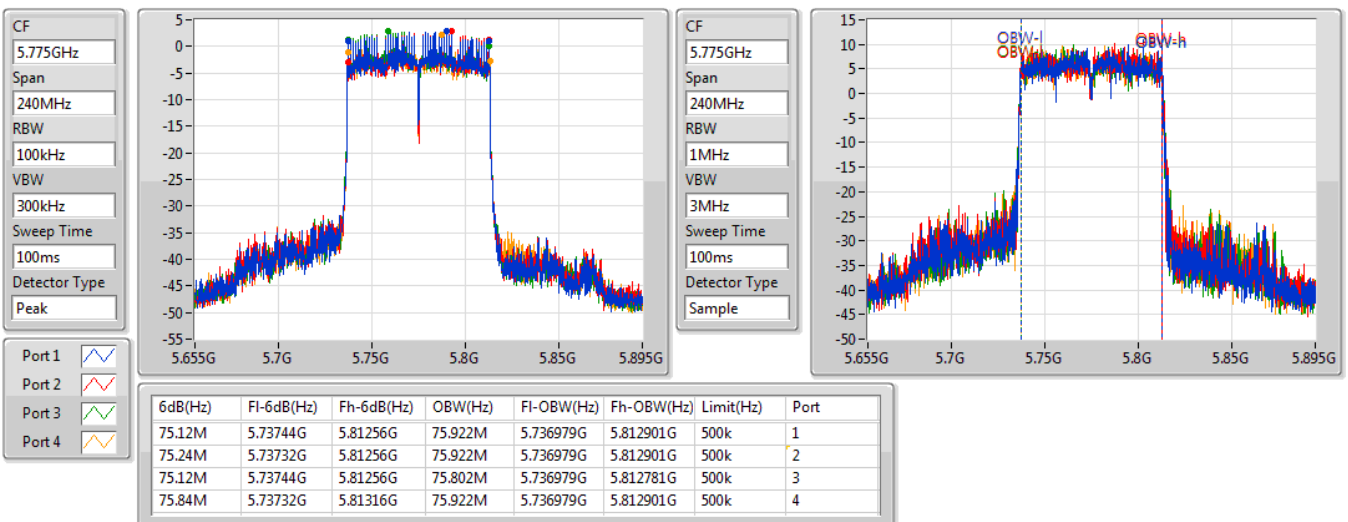 CF
5.775GHz
Span
240MHz
RBW
100kHz
VBW
300kHz
Sweep Time
100ms
Detector Type
Peak
5
0
-5
-10
-15
-20
-25
-30
-35
-40
-45
-50
-55
5.655G 5.7G 5.75G 5.8G 5.85G 5.895G
CF
5.775GHz
Span
240MHz
RBW
1MHz
VBW
3MHz
Sweep Time
100ms
Detector Type
Sample
15
10
5
0
-5
-10
-15
-20
-25
-30
-35
-40
-45
-50
OBW-l
OBW-h
5.655G 5.7G 5.75G 5.8G 5.85G 5.895G
Port 1
Port 2
Port 3
Port 4
6dB(Hz) Fl-6dB(Hz) Fh-6dB(Hz) OBW(Hz) Fl-OBW(Hz) Fh-OBW(Hz) Limit(Hz) Port
75.12M 5.73744G 5.81256G 75.922M 5.736979G 5.812901G 500k 1
75.24M 5.73732G 5.81256G 75.922M 5.736979G 5.812901G 500k 2
75.12M 5.73744G 5.81256G 75.802M 5.736979G 5.812781G 500k 3
75.84M 5.73732G 5.81316G 75.922M 5.736979G 5.812901G 500k 4